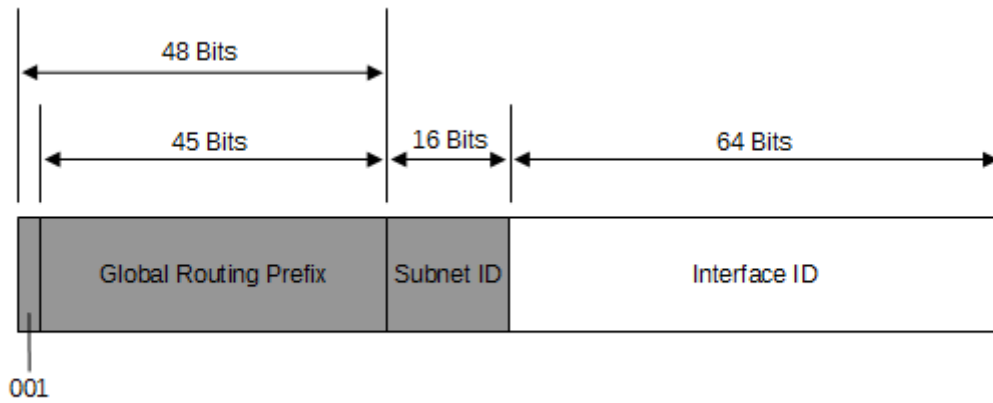 48 Bits
45 Bits
16 Bits
64 Bits
Global Routing Prefix
Subnet ID
Interface ID
001